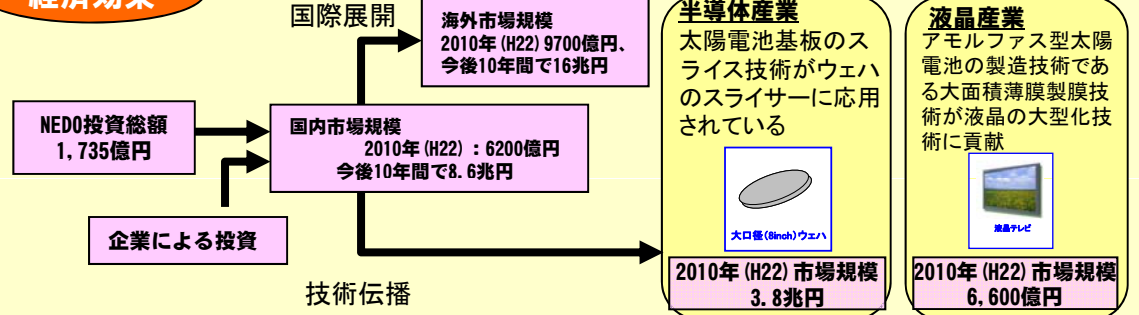 経済効果
国際展開
海外市場規模
2010年(H22)9700億円、
今後10年間で16兆円
NEDO投資総額
1,735億円
国内市場規模
2010年(H22):6200億円
今後10年間で8.6兆円
企業による投資
技術伝播
半導体産業
太陽電池基板のス
ライス技術がウェハ
のスライサーに応用
されている
大口径(8inch)ウェハ
2010年(H22)市場規模
3.8兆円
液晶産業
アモルファス型太陽
電池の製造技術であ
る大面積薄膜製膜技
術が液晶の大型化技
術に貢献
液晶テレビ
2010年(H22)市場規模
6,600億円